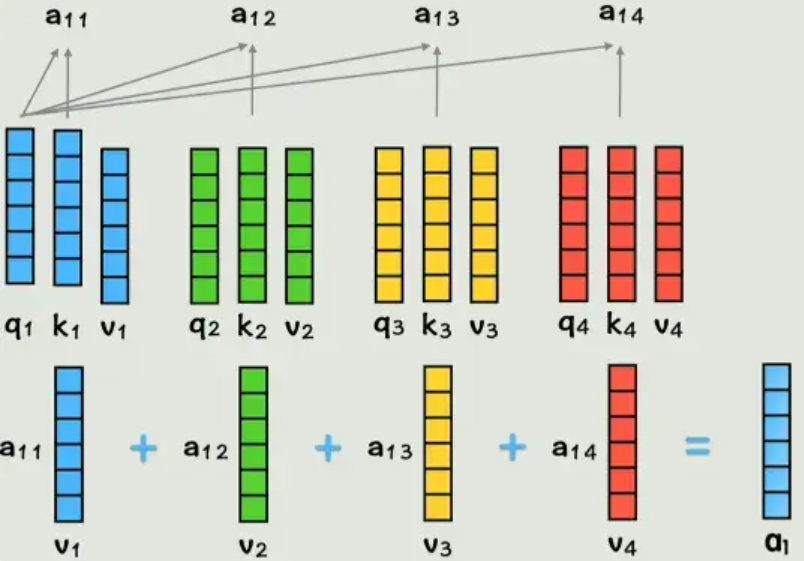 a11 a12 a13 a14
q1 k1 v1 q2 k2 v2 q3 k3 v3 q4 k4 v4
a11 + a12 + a13 + a14 =
v1 v2 v3 v4 a1